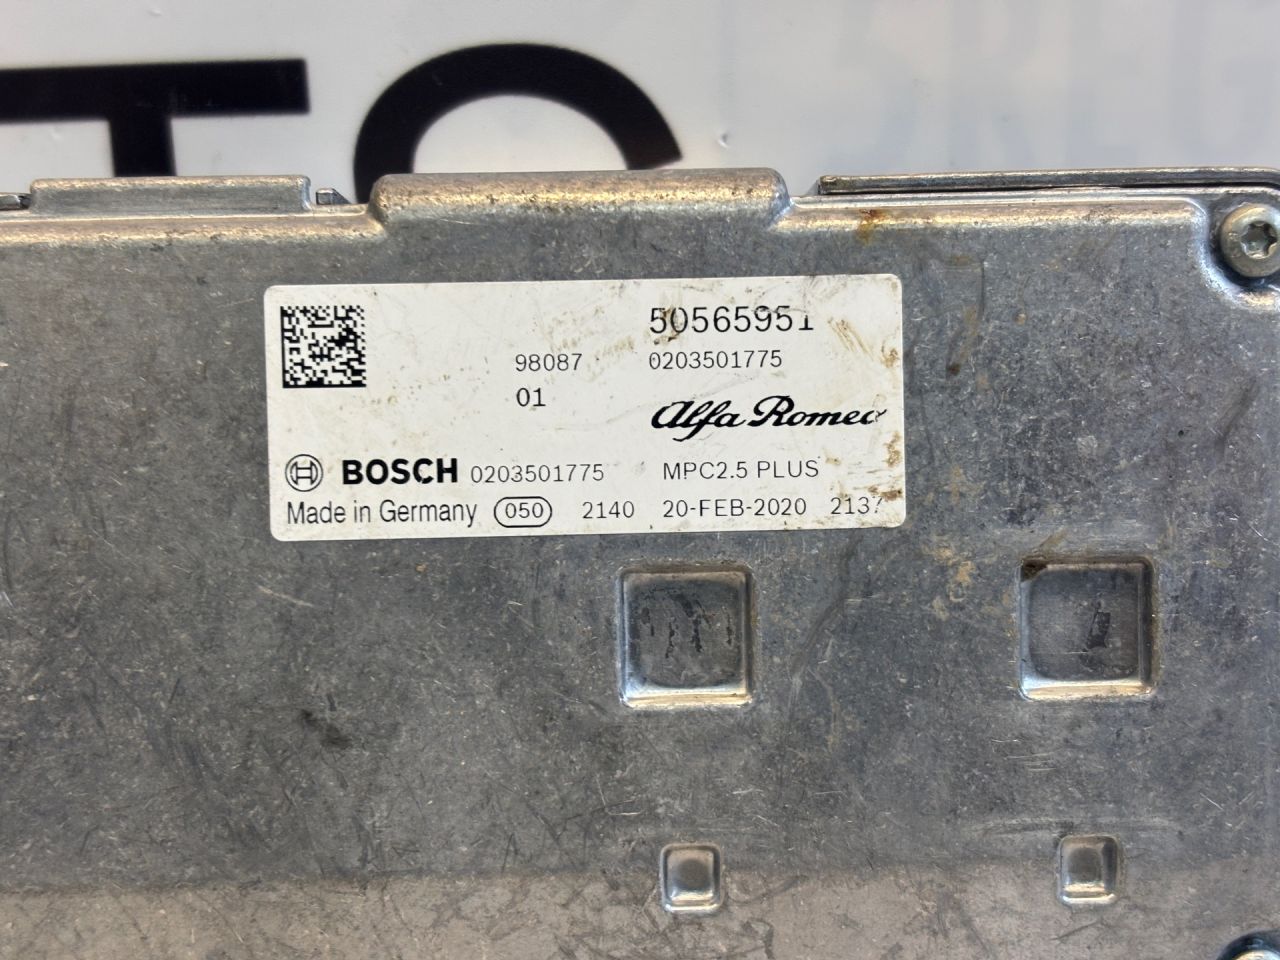 50565951
98087 0203501775
01
Alfa Romeo
BOSCH 0203501775 MPC2.5 PLUS
Made in Germany 050 2140 20-FEB-2020 2137